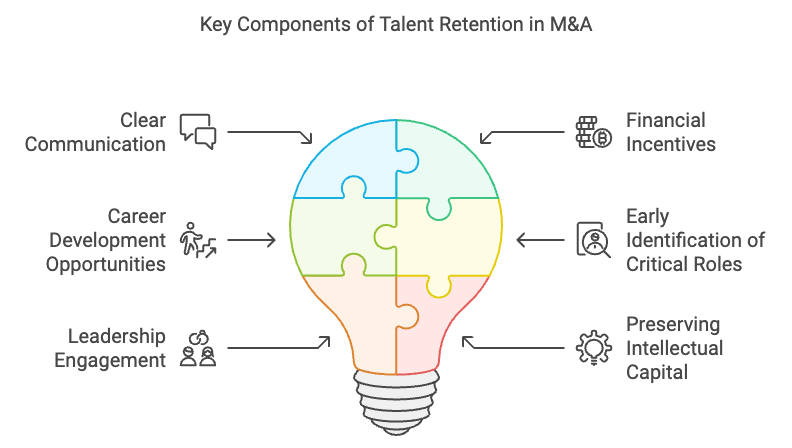 Key Components of Talent Retention in M&A
Clear
Communication
Financial
Incentives
Career
Development
Opportunities
Early
Identification of
Critical Roles
Leadership
Engagement
Preserving
Intellectual
Capital